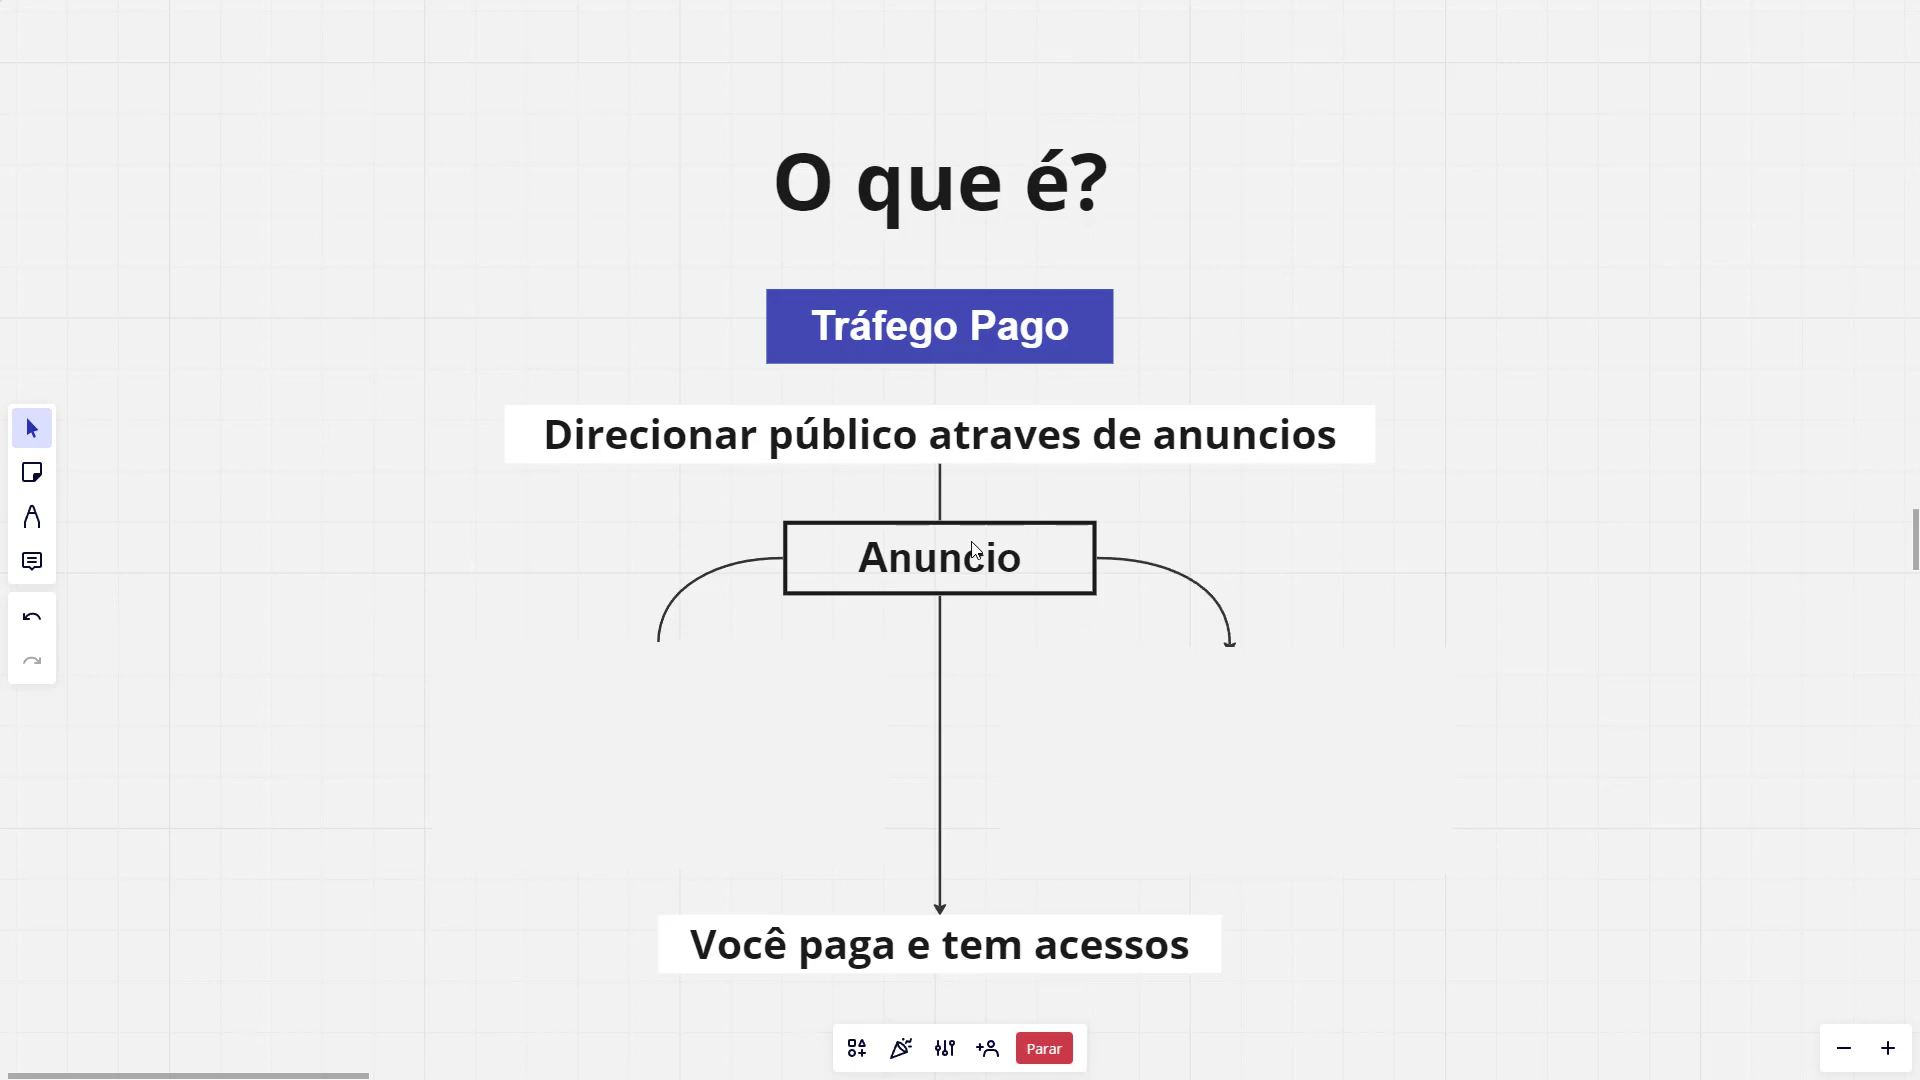 O que é?
Tráfego Pago
Direcionar público atraves de anuncios
Anuncio
Você paga e tem acessos
Parar